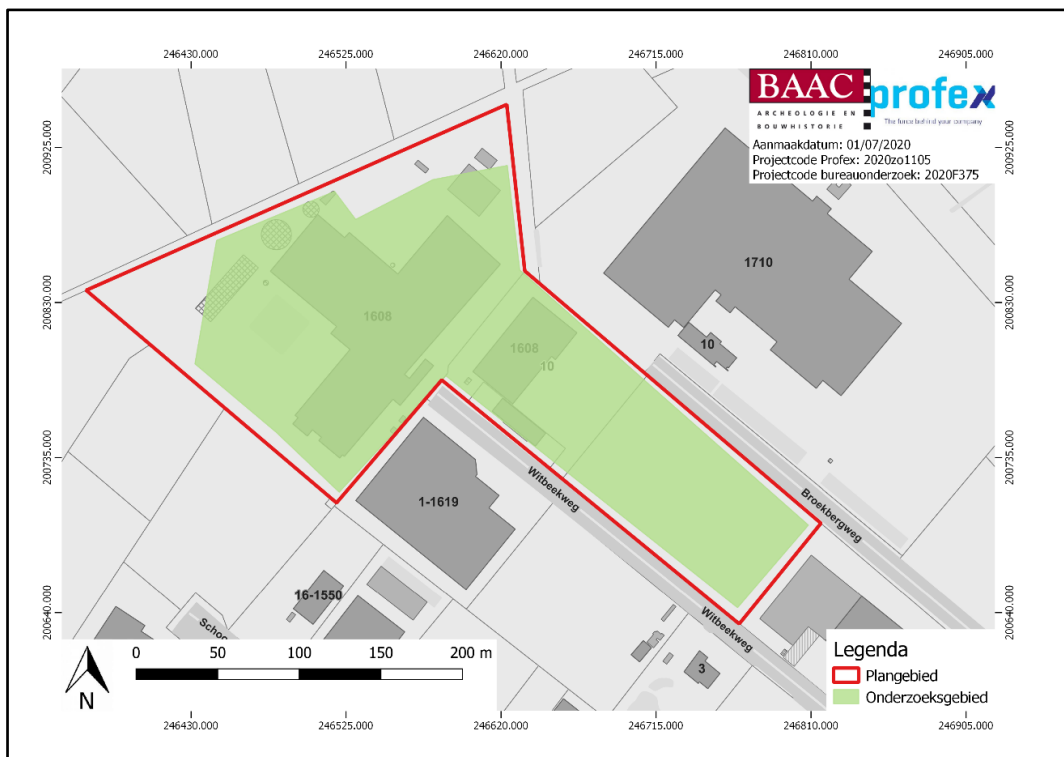 246430.000 246525.000 246620.000 246715.000 246810.000 246905.000
BAAC
ARCHEOLOGIE EN
BOUWHISTORIE
profex
The force behind your company
Aanmaakdatum: 01/07/2020
Projectcode Profex: 2020zo1105
Projectcode bureauonderzoek: 2020F375
200925.000
200925.000
1710
200830.000
200830.000
1608
1608
10
10
200735.000
200735.000
1-1619
Witbeekweg
Broekbergweg
16-1550
200640.000
200640.000
Witbeekweg
3
0 50 100 150 200 m
N
Legenda
Plangebied
Onderzoeksgebied
246430.000 246525.000 246620.000 246715.000 246810.000 246905.000